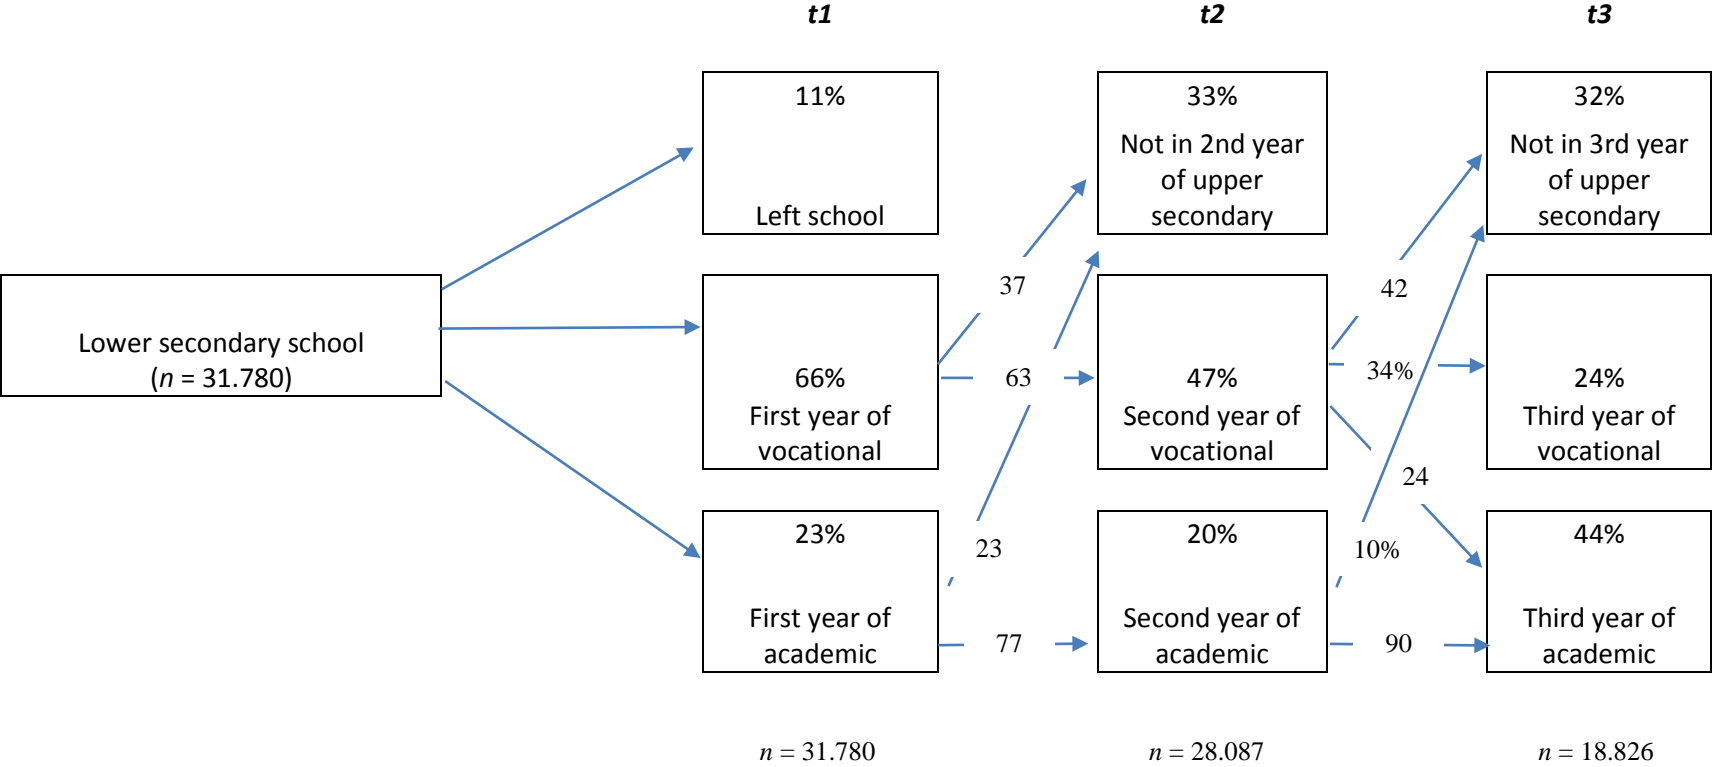 t1
t2
t3
11%
Left school
33%
Not in 2nd year
of upper
secondary
32%
Not in 3rd year
of upper
secondary
37
42
Lower secondary school
(n = 31.780)
66%
First year of
vocational
63
47%
Second year of
vocational
34%
24%
Third year of
vocational
24
23%
First year of
academic
23
77
20%
Second year of
academic
10%
90
44%
Third year of
academic
n = 31.780
n = 28.087
n = 18.826